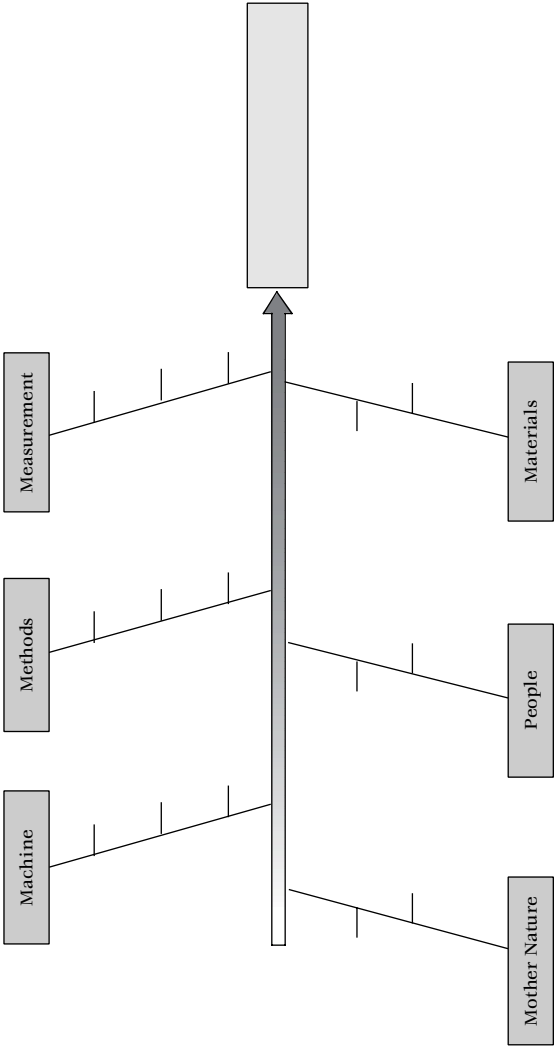 Measurement
Materials
Methods
People
Machine
Mother Nature